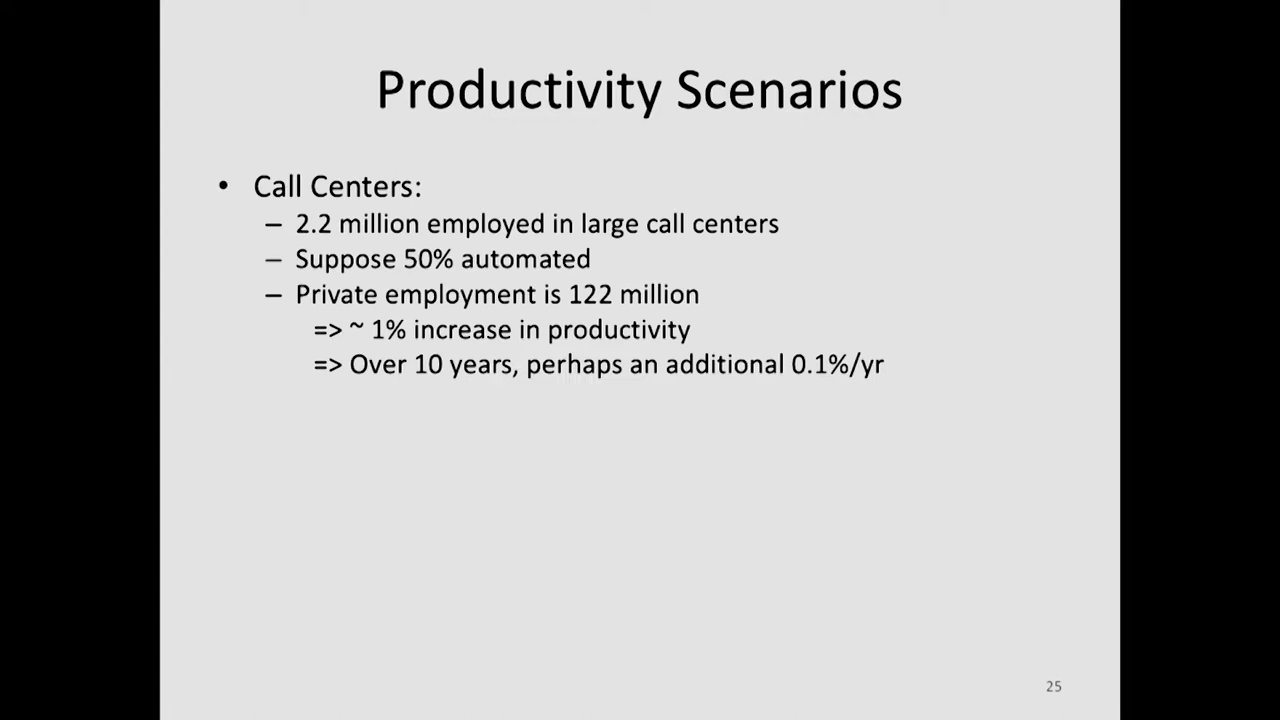 Productivity Scenarios
• Call Centers:
– 2.2 million employed in large call centers
– Suppose 50% automated
– Private employment is 122 million
=> ~ 1% increase in productivity
=> Over 10 years, perhaps an additional 0.1%/yr
25